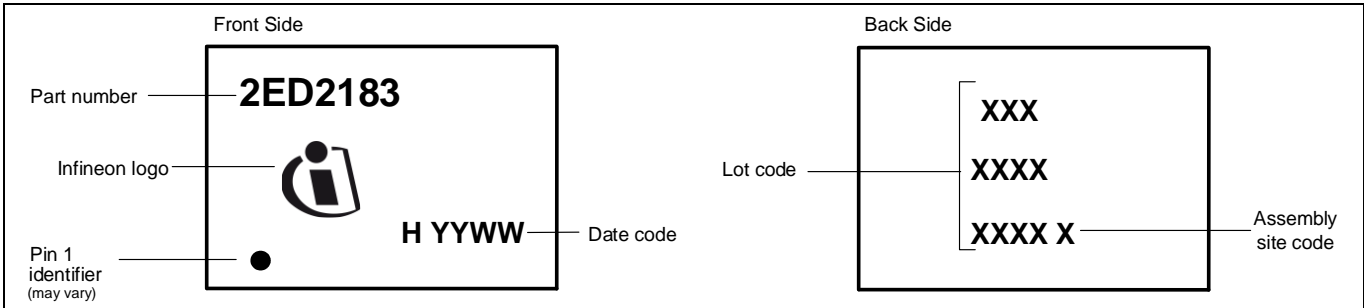 Front Side
Part number
2ED2183
Infineon logo
H YYWW
Date code
Pin 1
identifier
(may vary)
Back Side
Lot code
XXX
XXXX
XXXX X
Assembly
site code